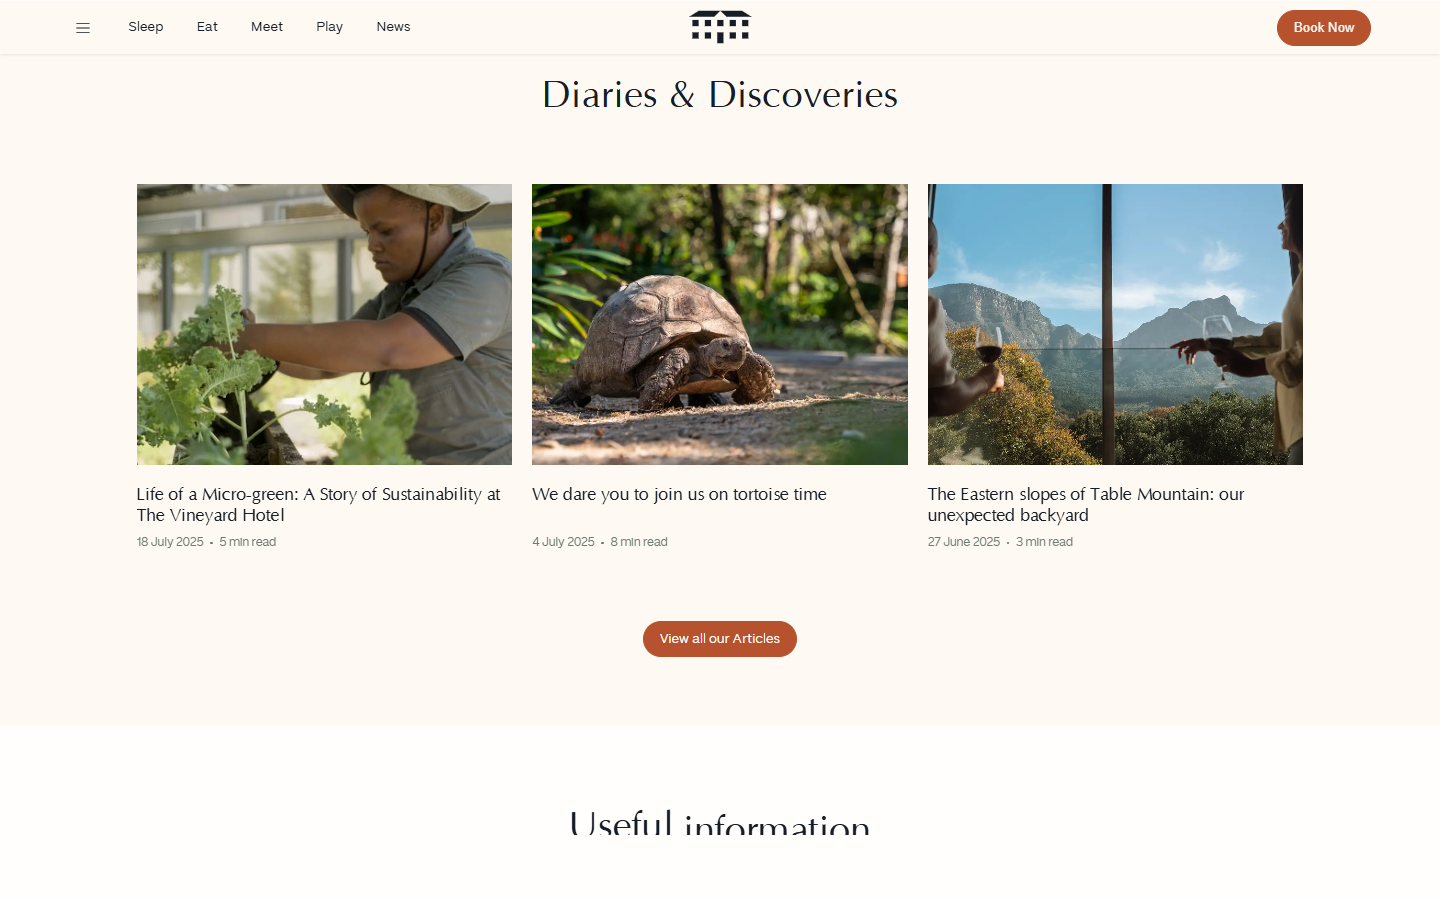 Sleep Eat Meet Play News
Book Now
Diaries & Discoveries
Life of a Micro-green: A Story of Sustainability at
The Vineyard Hotel
18 July 2025 • 5 min read
We dare you to join us on tortoise time
4 July 2025 • 8 min read
The Eastern slopes of Table Mountain: our
unexpected backyard
27 June 2025 • 3 min read
View all our Articles
Useful information